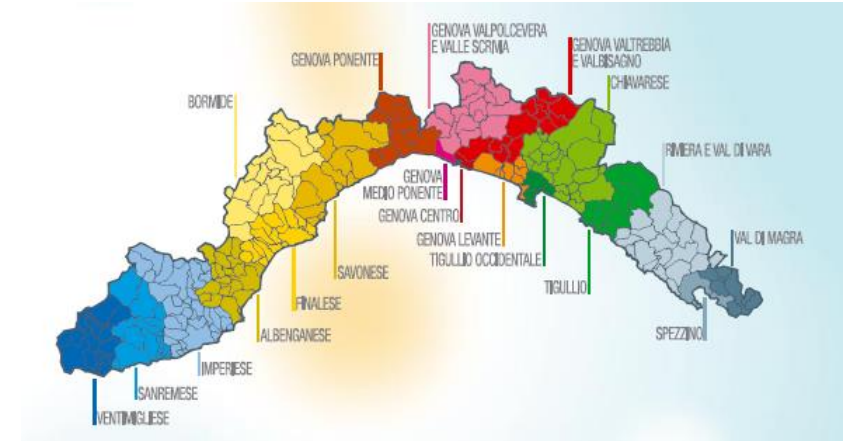 GENOVA VALPOLCEVERA
E VALLE SCRIVIA
GENOVA VALTREBBIA
E VALBISAGNO
GENOVA PONENTE
CHIAVARESE
BORMIDE
RIVIERA E VAL DI VARA
GENOVA
MEDIO PONENTE
GENOVA CENTRO
GENOVA LEVANTE
VAL DI MAGRA
TIGULLIO OCCIDENTALE
SAVONESE
TIGULLIO
FINALESE
ALBENGANESE
SPEZZINO
IMPERIESE
SANREMESE
VENTIMIGLIESE